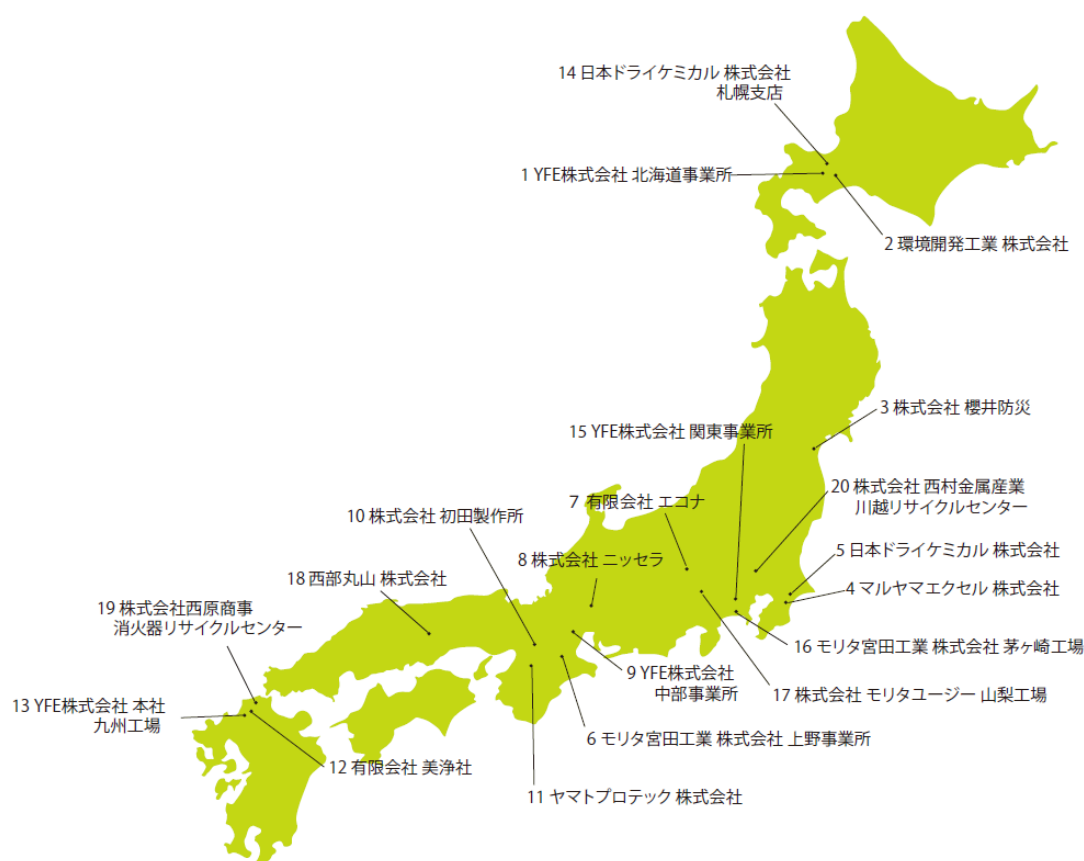 14 日本ドライケミカル 株式会社
札幌支店
1 YFE株式会社 北海道事業所
2 環境開発工業 株式会社
3 株式会社 櫻井防災
15 YFE株式会社 関東事業所
20 株式会社 西村金属産業
川越リサイクルセンター
7 有限会社 エコナ
10 株式会社 初田製作所
5 日本ドライケミカル 株式会社
8 株式会社 ニッセラ
18 西部丸山 株式会社
4 マルヤマエクセル 株式会社
19 株式会社西原商事
消火器リサイクルセンター
16 モリタ宮田工業 株式会社 茅ヶ崎工場
9 YFE株式会社
中部事業所
17 株式会社 モリタユージー 山梨工場
13 YFE株式会社 本社
九州工場
6 モリタ宮田工業 株式会社 上野事業所
12 有限会社 美浄社
11 ヤマトプロテック 株式会社